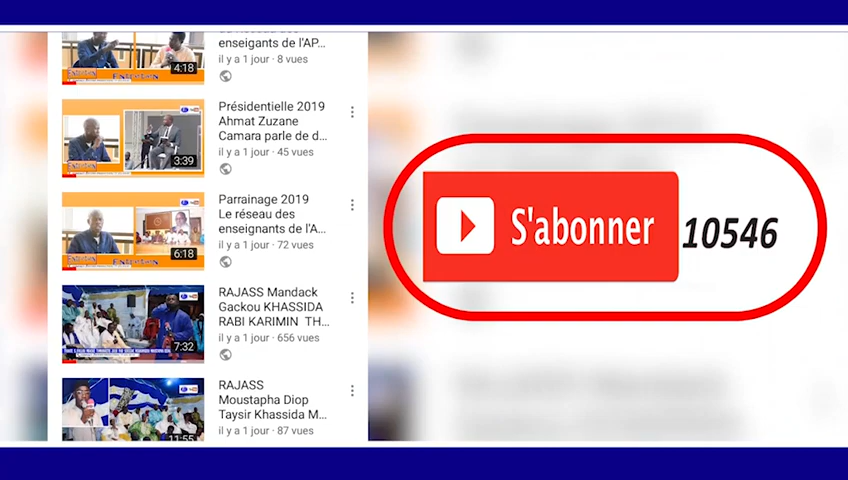 enseigants de l'AP...
il y a 1 jour · 8 vues
4:18
Présidentielle 2019
Ahmat Zuzane
Camara parle de d...
il y a 1 jour · 45 vues
3:39
Parrainage 2019
Le réseau des
enseignants de l'A...
il y a 1 jour · 72 vues
6:18
RAJASS Mandack
Gackou KHASSIDA
RABI KARIMIN TH...
il y a 1 jour · 656 vues
7:32
RAJASS
Moustapha Diop
Taysir Khassida M...
il y a 1 jour · 87 vues
11:55
S'abonner
10546